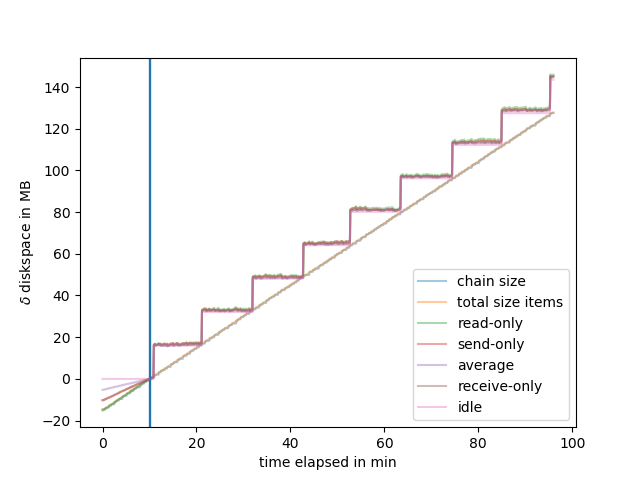 140
120
100
80
60
40
20
0
−20
δ diskspace in MB
0 20 40 60 80 100
time elapsed in min
chain size
total size items
read-only
send-only
average
receive-only
idle